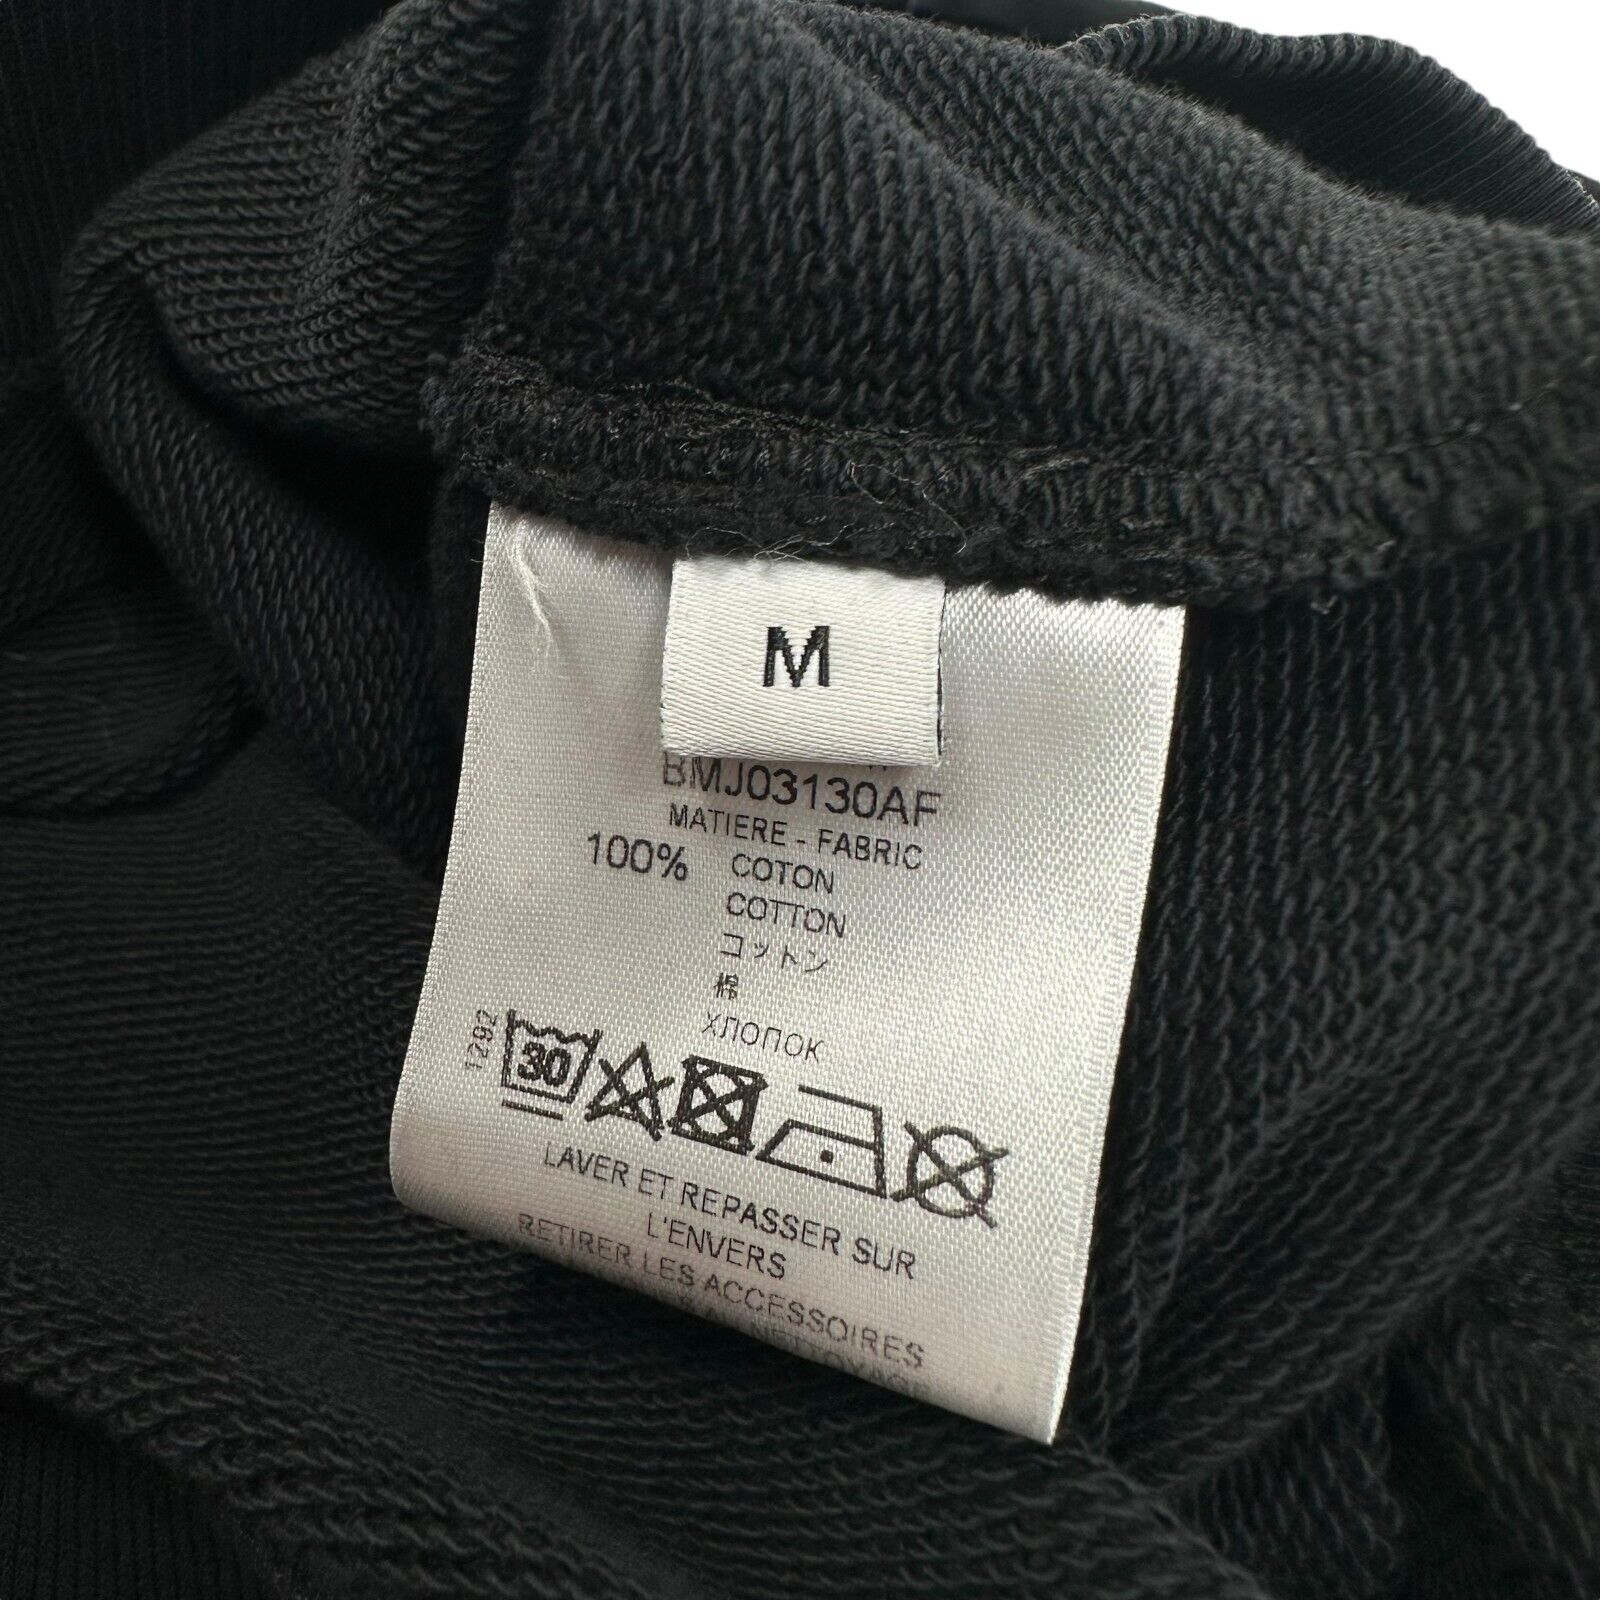 M
BMJ03130AF
MATIERE - FABRIC
100% COTON
COTTON
コットン
棉
ХЛОПОК
1292
30
LAVER ET REPASSER SUR
L'ENVERS
RETIRER LES ACCESSOIRES